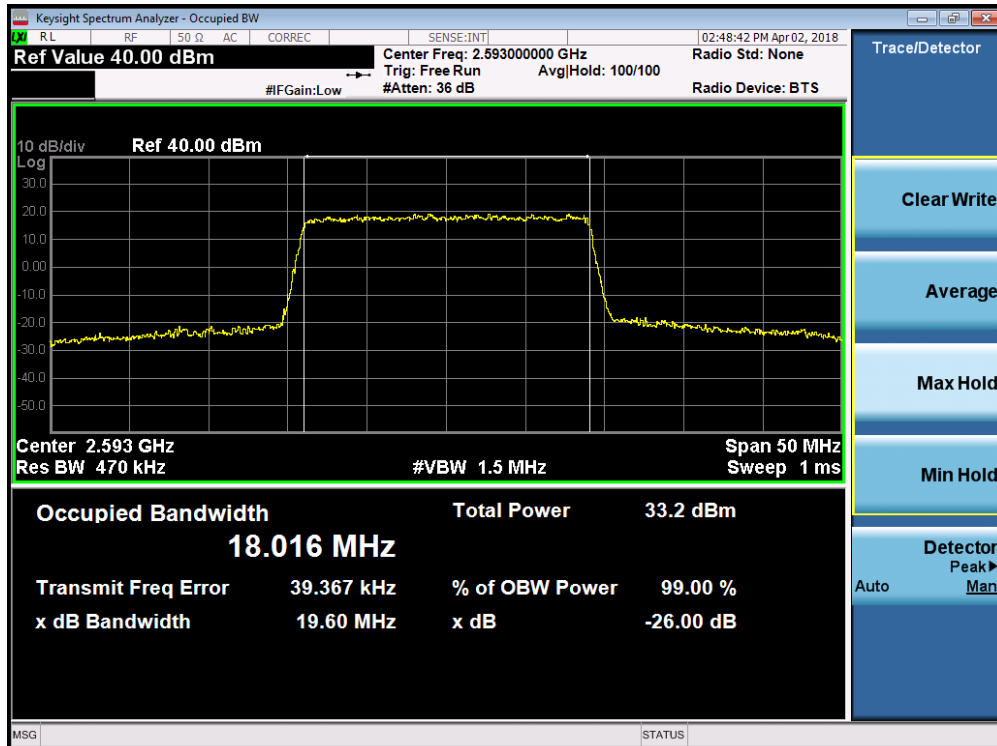 Keysight Spectrum Analyzer - Occupied BW
LXI RL RF 50 Ω AC CORREC SENSE:INT 02:48:42 PM Apr 02, 2018
Ref Value 40.00 dBm
#IFGain:Low
Center Freq: 2.593000000 GHz
Trig: Free Run Avg|Hold: 100/100
#Atten: 36 dB
Radio Std: None
Radio Device: BTS
10 dB/div Ref 40.00 dBm
Log
30.0
20.0
10.0
0.00
-10.0
-20.0
-30.0
-40.0
-50.0
Center 2.593 GHz Span 50 MHz
Res BW 470 kHz #VBW 1.5 MHz Sweep 1 ms
Occupied Bandwidth Total Power 33.2 dBm
18.016 MHz
Transmit Freq Error 39.367 kHz % of OBW Power 99.00 %
x dB Bandwidth 19.60 MHz x dB -26.00 dB
Trace/Detector
Clear Write
Average
Max Hold
Min Hold
Detector
Peak▶
Auto Man
MSG STATUS